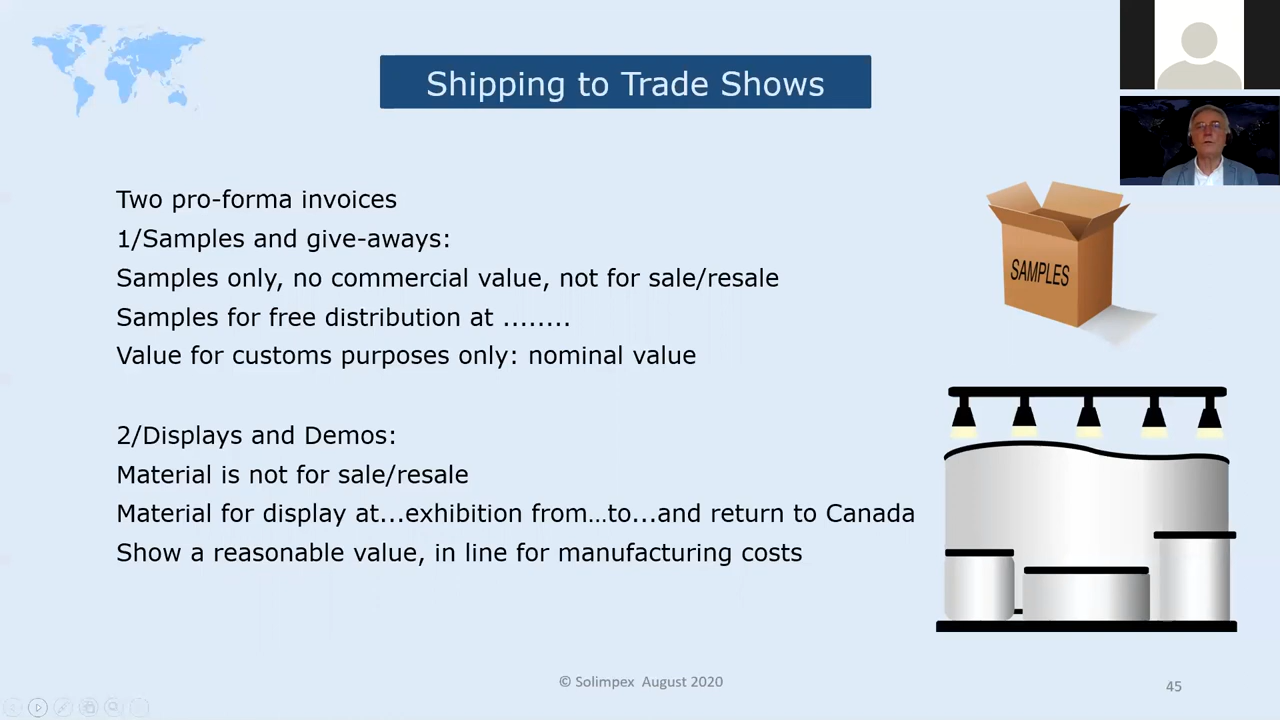 Shipping to Trade Shows
Two pro-forma invoices
1/Samples and give-aways:
Samples only, no commercial value, not for sale/resale
Samples for free distribution at ........
Value for customs purposes only: nominal value
SAMPLES
2/Displays and Demos:
Material is not for sale/resale
Material for display at...exhibition from…to...and return to Canada
Show a reasonable value, in line for manufacturing costs
© Solimpex August 2020
45